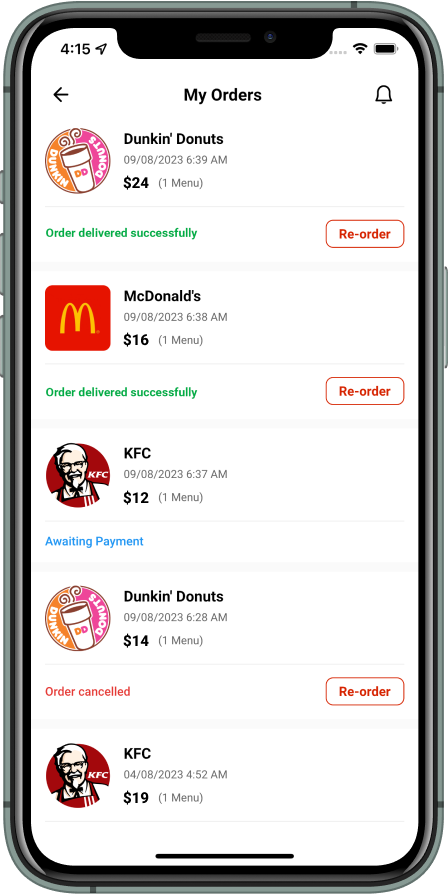 4:15
My Orders
DUNKIN' DONUTS
DD
Dunkin' Donuts
09/08/2023 6:39 AM
$24 (1 Menu)
Order delivered successfully
Re-order
McDonald's
09/08/2023 6:38 AM
$16 (1 Menu)
Order delivered successfully
Re-order
KFC
KFC
09/08/2023 6:37 AM
$12 (1 Menu)
Awaiting Payment
DUNKIN' DONUTS
DD
Dunkin' Donuts
09/08/2023 6:28 AM
$14 (1 Menu)
Order cancelled
Re-order
KFC
KFC
04/08/2023 4:52 AM
$19 (1 Menu)